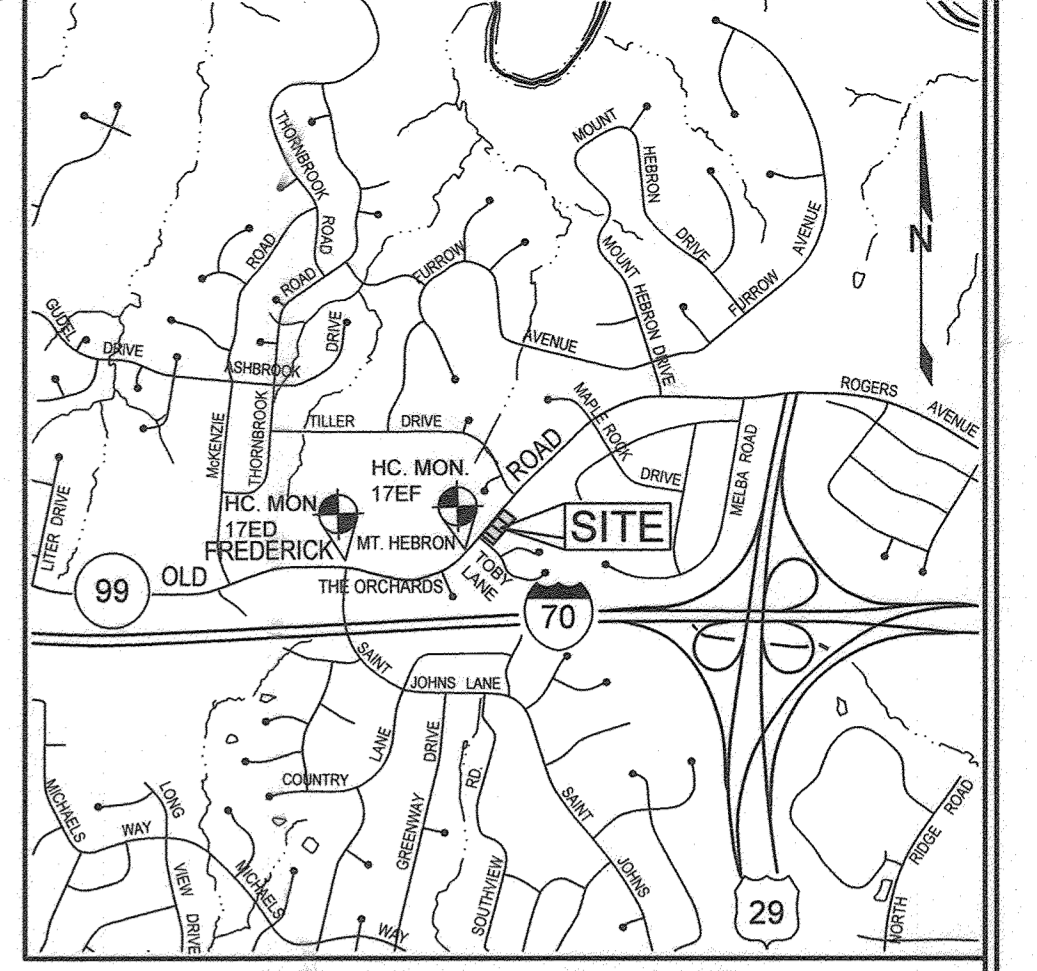 MOUNT
THORNBROOK
HEBRON
ROAD
ROAD
DRIVE
AVENUE
MOUNT HEBRON DRIVE
N
FURROW
ROAD
FURROW
GUDEL
DRIVE
DRIVE
AVENUE
ASHBROOK
ROGERS
AVENUE
MAPLE ROCK
TILLER DRIVE
McKENZIE
THORNBROOK
ROAD
MELBA ROAD
DRIVE
HC. MON.
17EF
HC. MON.
17ED
SITE
LITER DRIVE
FREDERICK
MT. HEBRON
TOBY
LANE
99
OLD
THE ORCHARDS
70
SAINT
JOHNS LANE
LANE
DRIVE
RD.
COUNTRY
MICHAELS
WAY
LONG
VIEW DRIVE
MICHAELS
WAY
GREENWAY
SOUTHVIEW
SAINT
JOHNS
RIDGE ROAD
NORTH
29